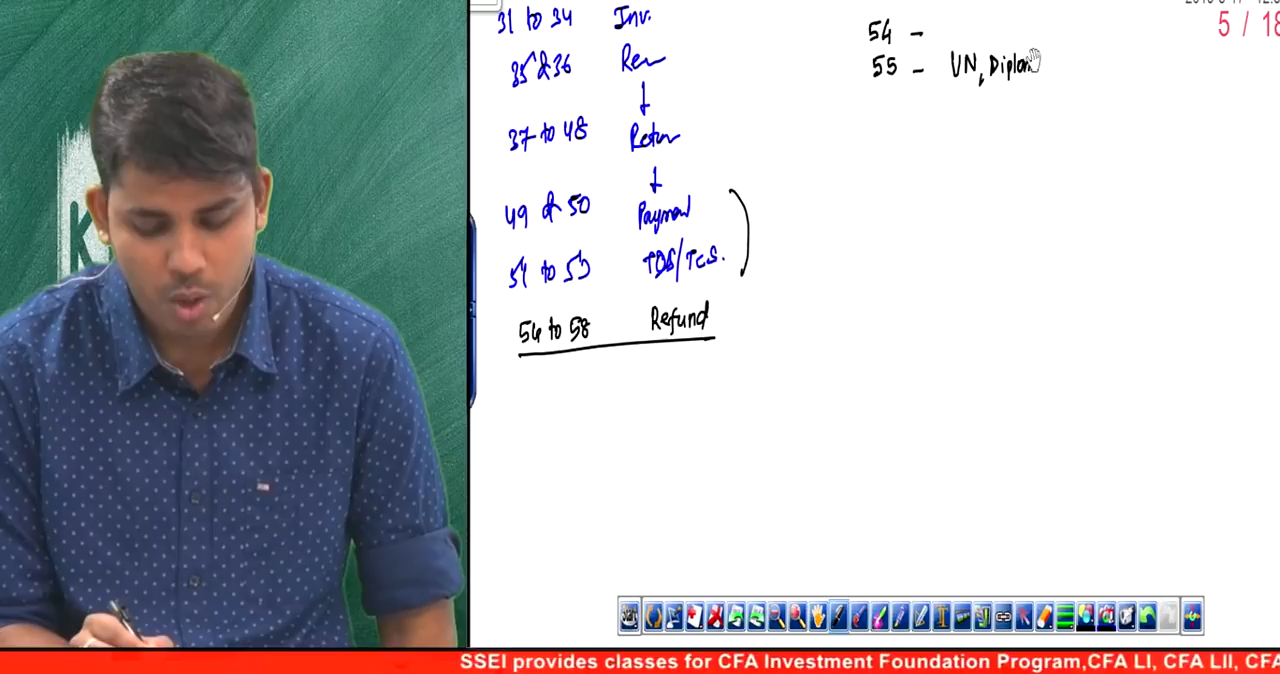 31 to 34 Inv.
35 & 36 Rev
37 to 48 Return
49 & 50 Payment
51 to 53 TDS/TCS.
54 to 58 Refund
54 -
55 - UN, Diplom
5 / 18
K
SSEI provides classes for CFA Investment Foundation Program,CFA LI, CFA LII, CFA